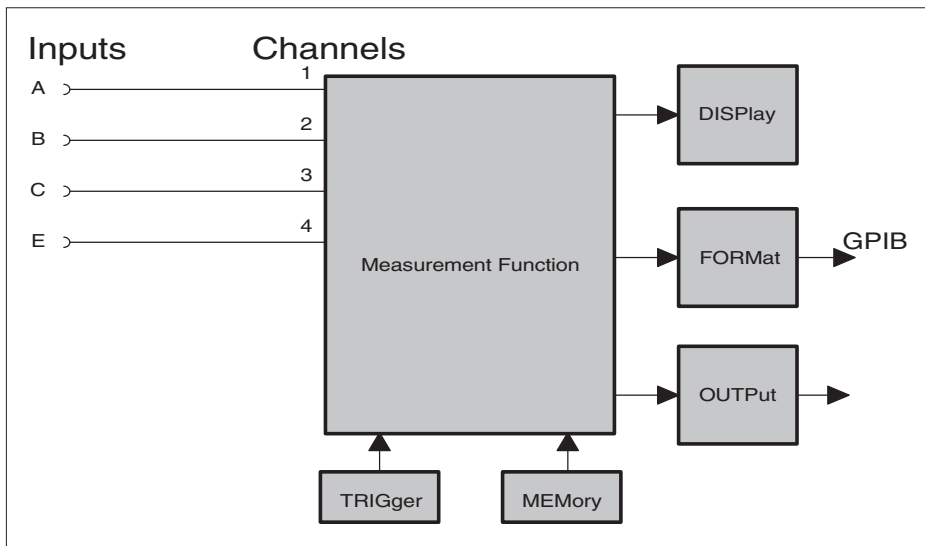 Inputs Channels
A 1
B 2
C 3
E 4
Measurement Function
DISPlay
FORMat
GPIB
OUTPut
TRIGger
MEMory